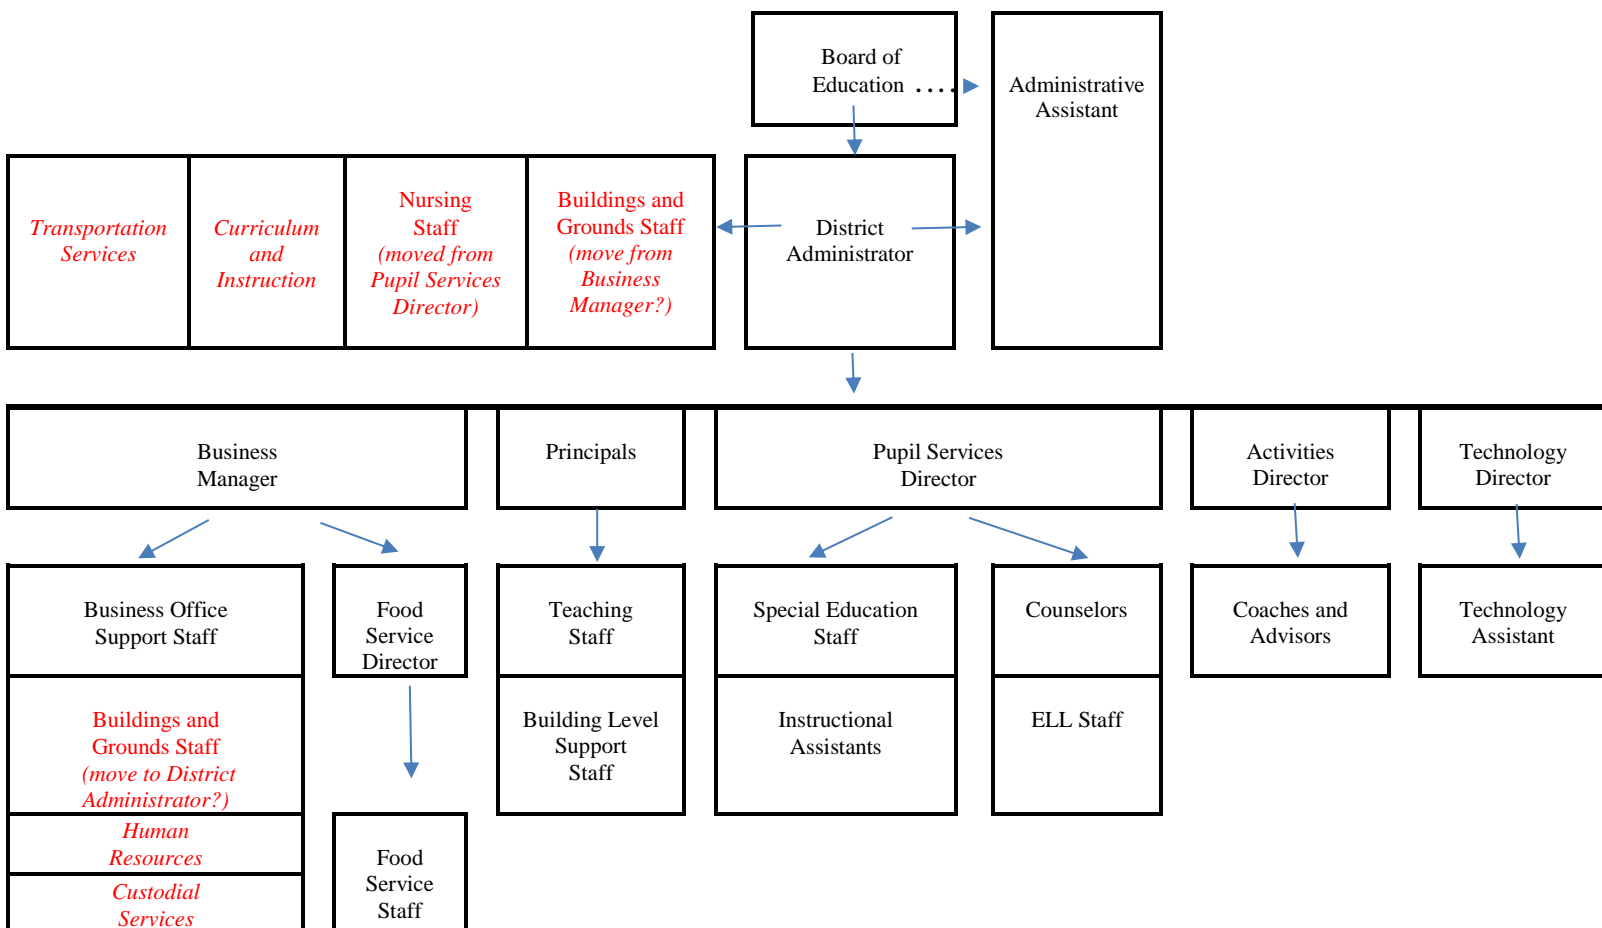 Board of
Education ....
Administrative
Assistant
Transportation
Services
Curriculum
and
Instruction
Nursing
Staff
(moved from
Pupil Services
Director)
Buildings and
Grounds Staff
(move from
Business
Manager?)
District
Administrator
Business
Manager
Principals
Pupil Services
Director
Activities
Director
Technology
Director
Business Office
Support Staff
Food
Service
Director
Teaching
Staff
Special Education
Staff
Counselors
Coaches and
Advisors
Technology
Assistant
Buildings and
Grounds Staff
(move to District
Administrator?)
Building Level
Support
Staff
Instructional
Assistants
ELL Staff
Human
Resources
Custodial
Services
Food
Service
Staff